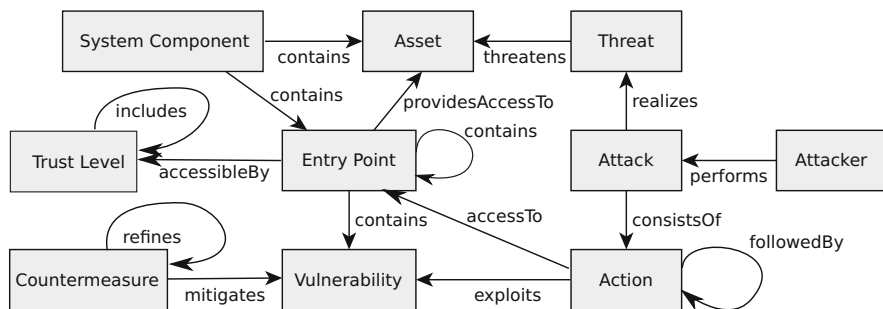 System Component
contains
Asset
threatens
Threat
contains
providesAccessTo
realizes
includes
contains
Trust Level
accessibleBy
Entry Point
Attack
performs
Attacker
refines
contains
accessTo
consistsOf
followedBy
Countermeasure
mitigates
Vulnerability
exploits
Action